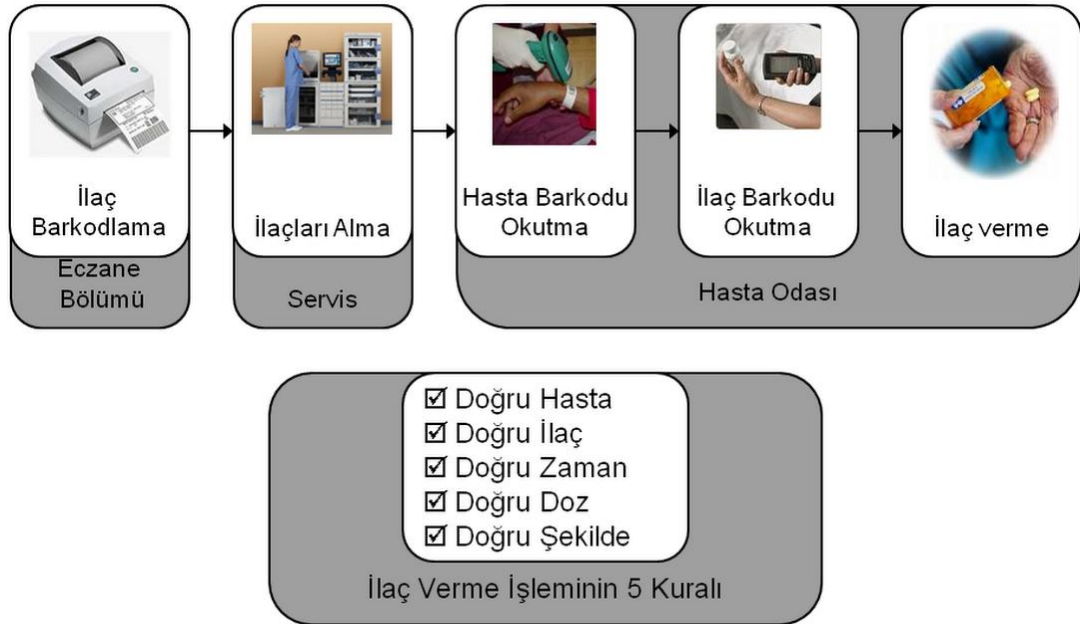 İlaç
Barkodlama
Eczane
Bölümü
İlaçları Alma
Servis
Hasta Barkodu
Okutma
İlaç Barkodu
Okutma
İlaç verme
Hasta Odası
☑ Doğru Hasta
☑ Doğru İlaç
☑ Doğru Zaman
☑ Doğru Doz
☑ Doğru Şekilde
İlaç Verme İşleminin 5 Kuralı